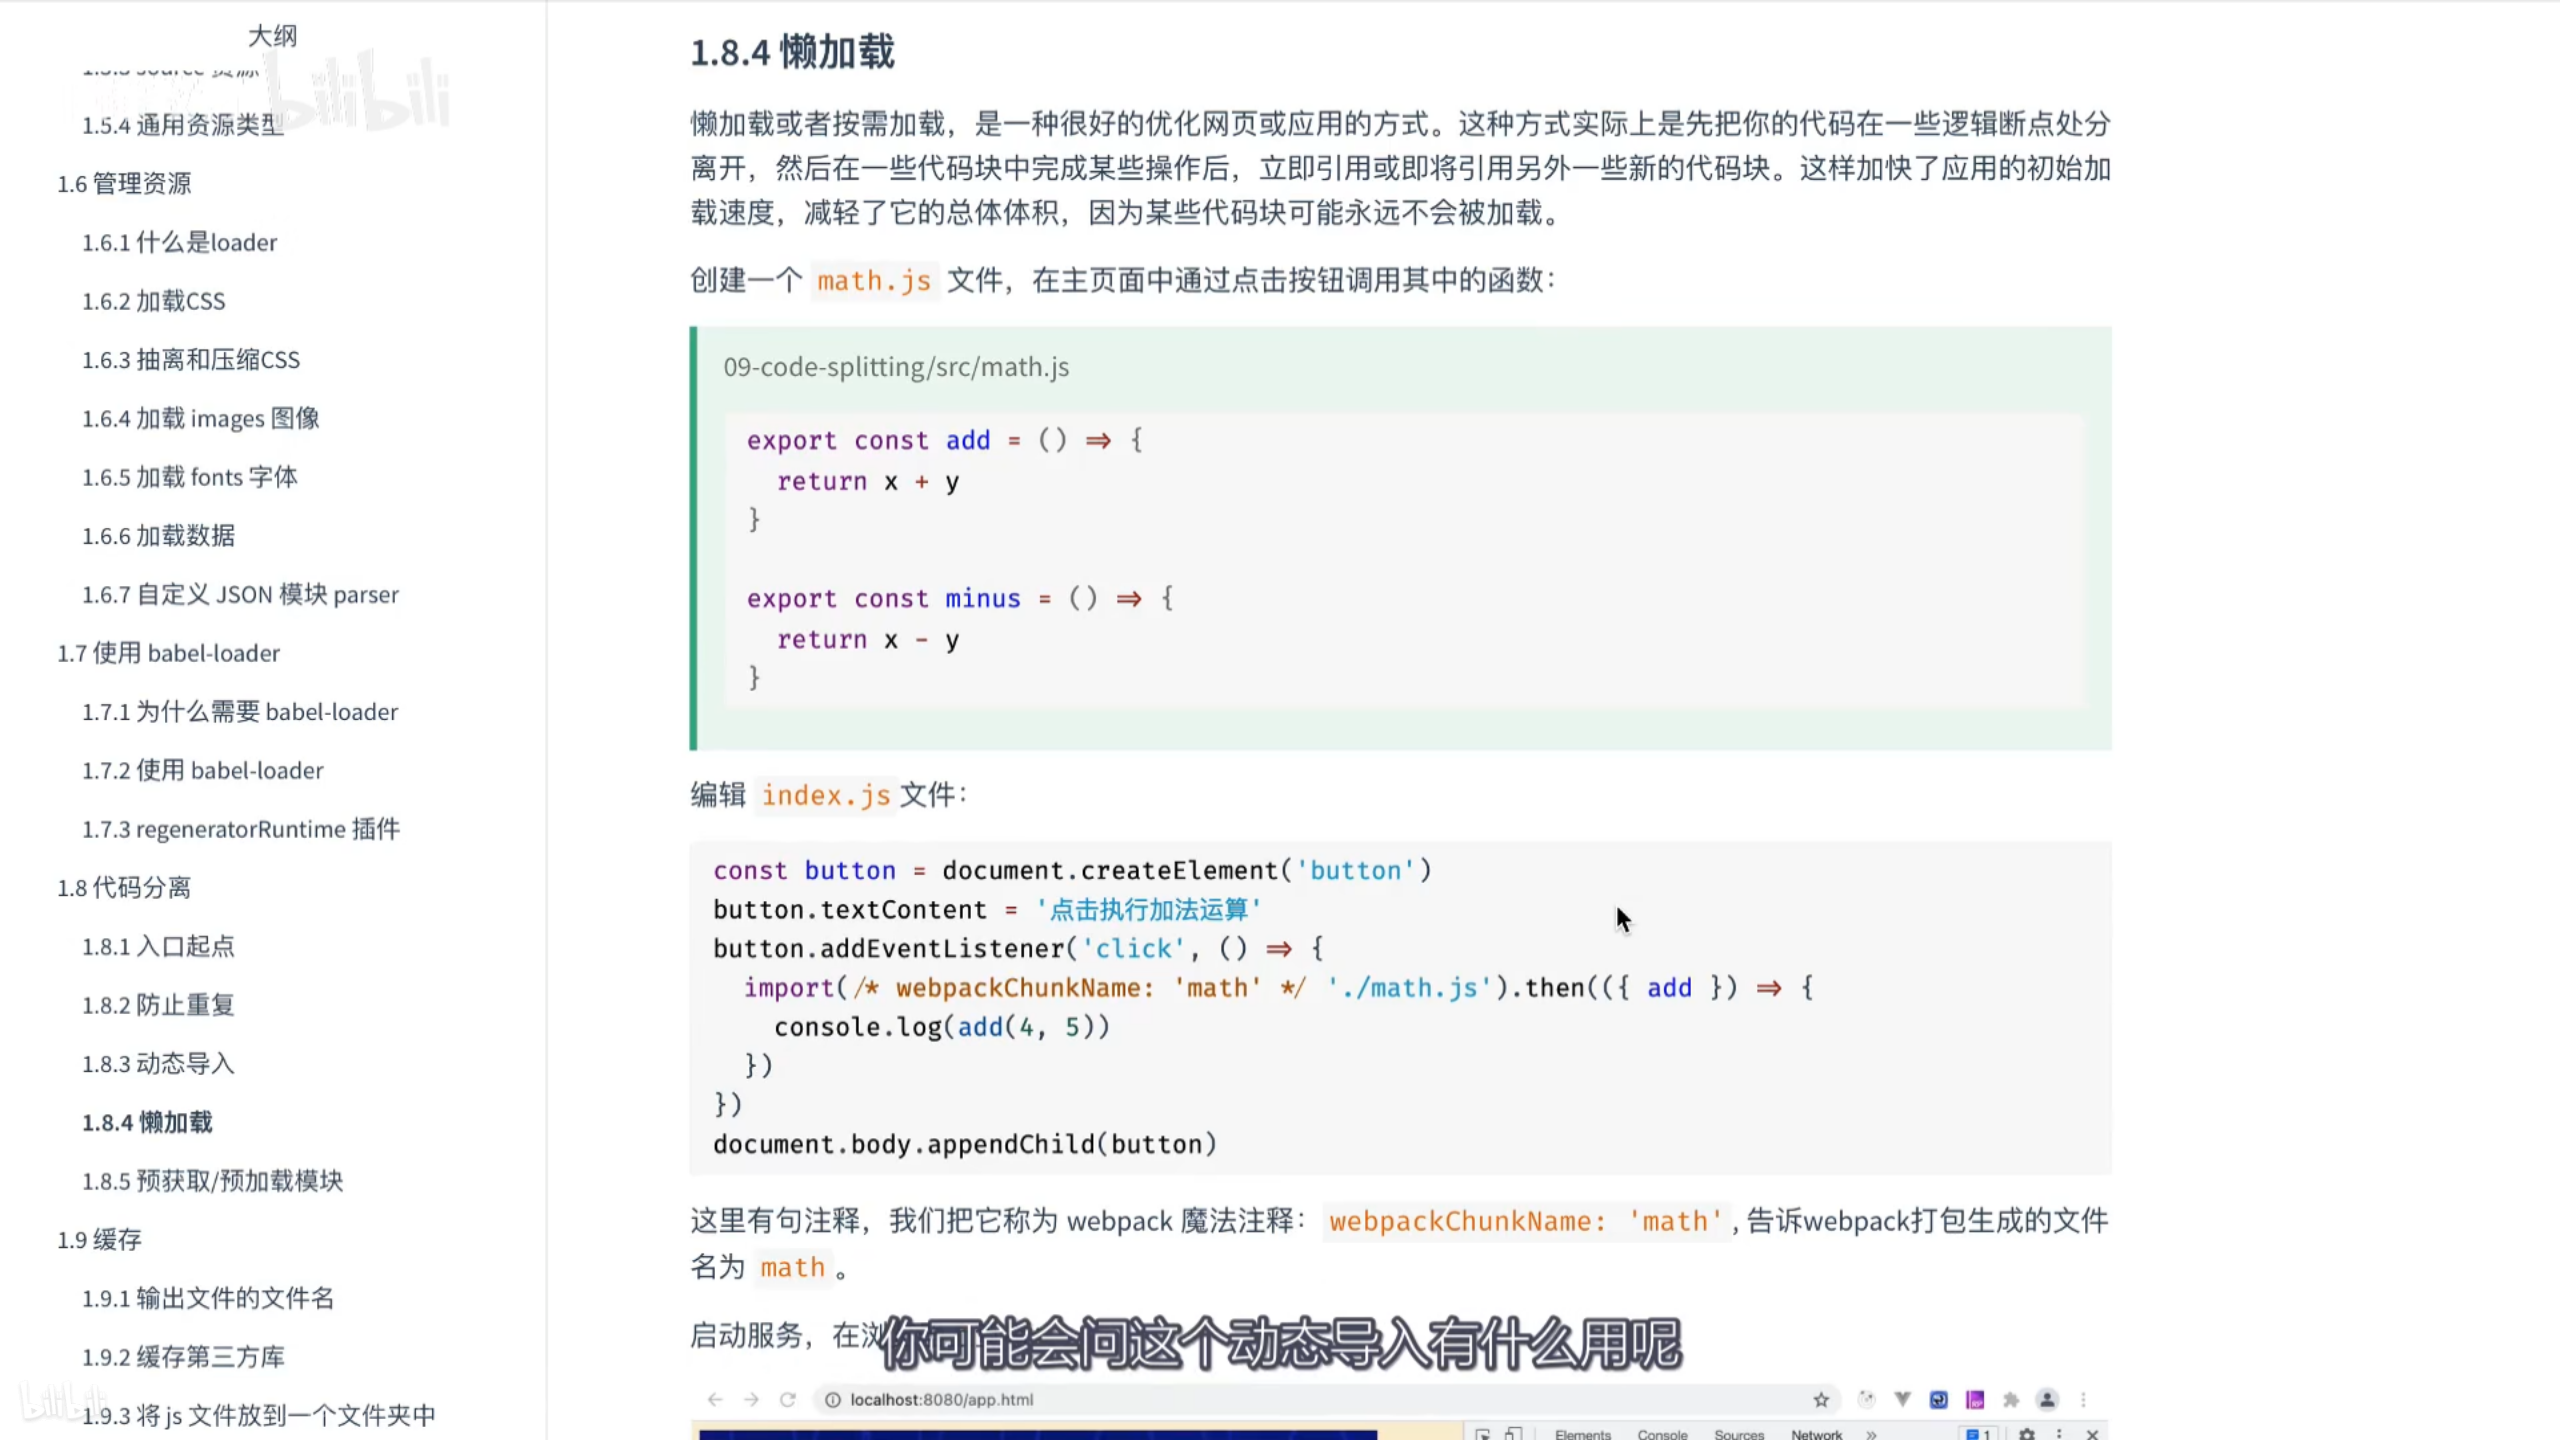 大纲
bilibili
1.5.4 通用资源类型
1.6 管理资源
1.6.1 什么是loader
1.6.2 加载CSS
1.6.3 抽离和压缩CSS
1.6.4 加载 images 图像
1.6.5 加载 fonts 字体
1.6.6 加载数据
1.6.7 自定义 JSON 模块 parser
1.7 使用 babel-loader
1.7.1 为什么需要 babel-loader
1.7.2 使用 babel-loader
1.7.3 regeneratorRuntime 插件
1.8 代码分离
1.8.1 入口起点
1.8.2 防止重复
1.8.3 动态导入
1.8.4 懒加载
1.8.5 预获取/预加载模块
1.9 缓存
1.9.1 输出文件的文件名
1.9.2 缓存第三方库
1.9.3 将 js 文件放到一个文件夹中
1.8.4 懒加载
懒加载或者按需加载，是一种很好的优化网页或应用的方式。这种方式实际上是先把你的代码在一些逻辑断点处分
离开，然后在一些代码块中完成某些操作后，立即引用或即将引用另外一些新的代码块。这样加快了应用的初始加
载速度，减轻了它的总体体积，因为某些代码块可能永远不会被加载。
创建一个 math.js 文件，在主页面中通过点击按钮调用其中的函数：
09-code-splitting/src/math.js
export const add = () => {
  return x + y
}
export const minus = () => {
  return x - y
}
编辑 index.js 文件：
const button = document.createElement('button')
button.textContent = '点击执行加法运算'
button.addEventListener('click', () => {
  import(/* webpackChunkName: 'math' */ './math.js').then(({ add }) => {
    console.log(add(4, 5))
  })
})
document.body.appendChild(button)
这里有句注释，我们把它称为 webpack 魔法注释： webpackChunkName: 'math' , 告诉webpack打包生成的文件
名为 math 。
启动服务，在浏
你可能会问这个动态导入有什么用呢
localhost:8080/app.html
Elements Console Sources Network » 1